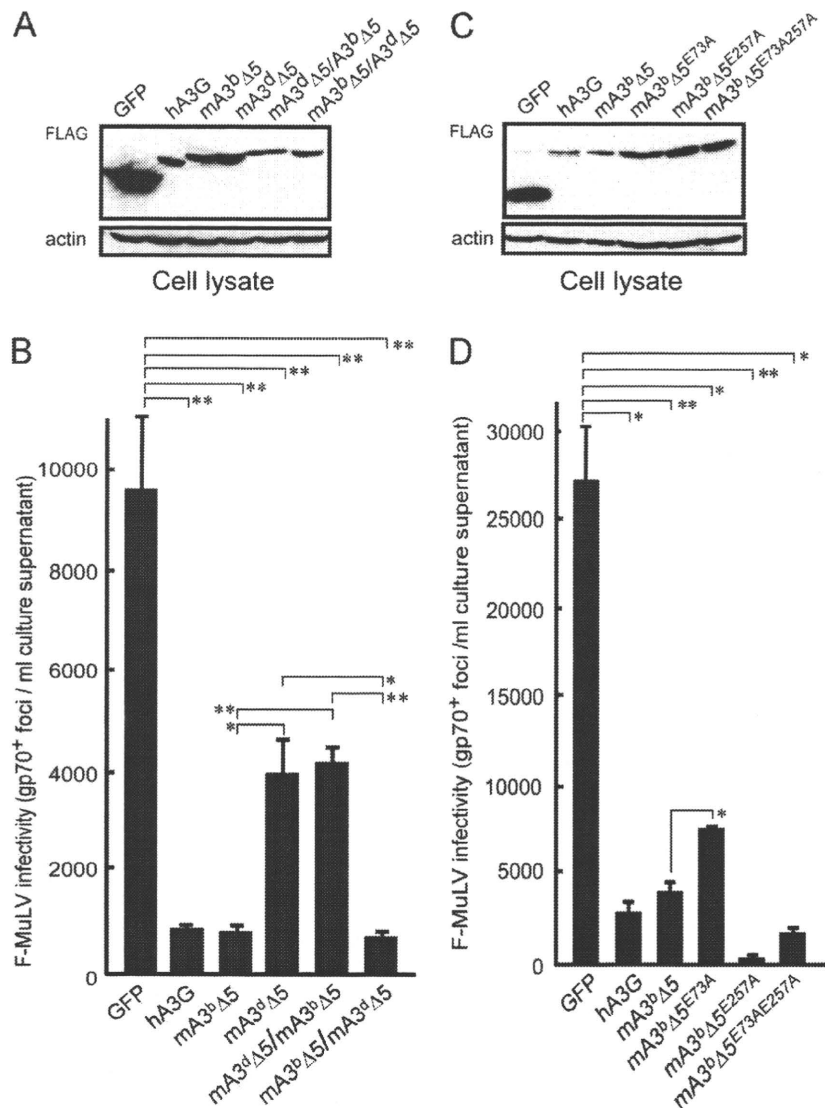 A
GFP
hA3G
mA3ᵇΔ5
mA3ᵈΔ5
mA3ᵈΔ5/A3ᵇΔ5
mA3ᵇΔ5/A3ᵈΔ5
FLAG
actin
Cell lysate
C
GFP
hA3G
mA3ᵇΔ5
mA3ᵇΔ5ᴱ⁷³ᴬ
mA3ᵇΔ5ᴱ²⁵⁷ᴬ
mA3ᵇΔ5ᴱ⁷³ᴬ²⁵⁷ᴬ
FLAG
actin
Cell lysate
B
**
**
**
**
**
F-MuLV infectivity (gp70⁺ foci / ml culture supernatant)
10000
8000
6000
4000
2000
0
*
**
**
*
GFP
hA3G
mA3ᵇΔ5
mA3ᵈΔ5
mA3ᵈΔ5/mA3ᵇΔ5
mA3ᵇΔ5/mA3ᵈΔ5
D
*
**
*
**
*
F-MuLV infectivity (gp70⁺ foci /ml culture supernatant)
30000
25000
20000
15000
10000
5000
0
*
GFP
hA3G
mA3ᵇΔ5
mA3ᵇΔ5ᴱ⁷³ᴬ
mA3ᵇΔ5ᴱ²⁵⁷ᴬ
mA3ᵇΔ5ᴱ⁷³ᴬᴱ²⁵⁷ᴬ